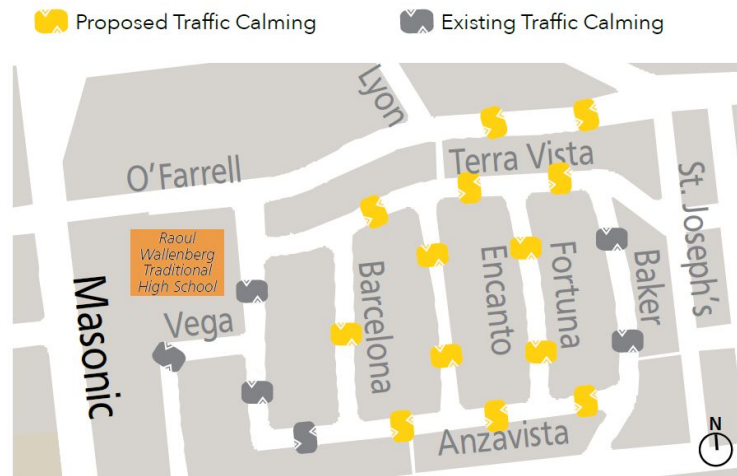 Proposed Traffic Calming
Existing Traffic Calming
Lyon
O'Farrell
Terra Vista
St. Joseph's
Raoul
Wallenberg
Traditional
High School
Masonic
Vega
Barcelona
Encanto
Fortuna
Baker
Anzavista
N